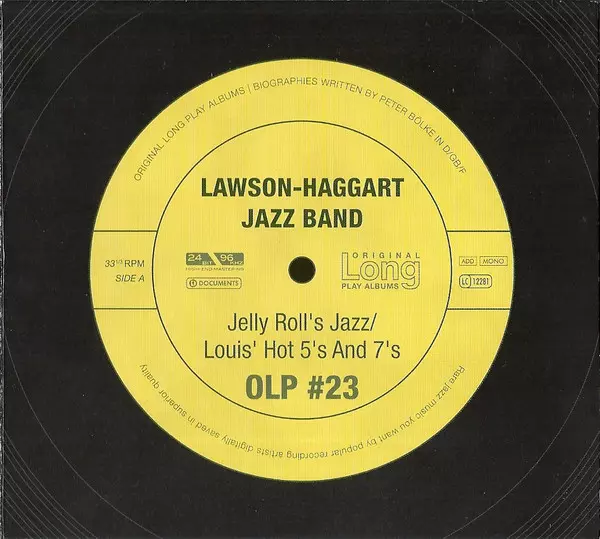 ORIGINAL LONG PLAY ALBUMS | BIOGRAPHIES WRITTEN BY PETER BÖLKE IN D/GB/F
LAWSON-HAGGART
JAZZ BAND
33 1/3 RPM
SIDE A
24 BIT 96 KHZ
DOCUMENTS
ORIGINAL
Long
PLAY ALBUMS
ADD MONO
LC 12281
Jelly Roll's Jazz/
Louis' Hot 5's And 7's
OLP #23
Rare jazz music you want by popular recording artists digitally saved in superior quality